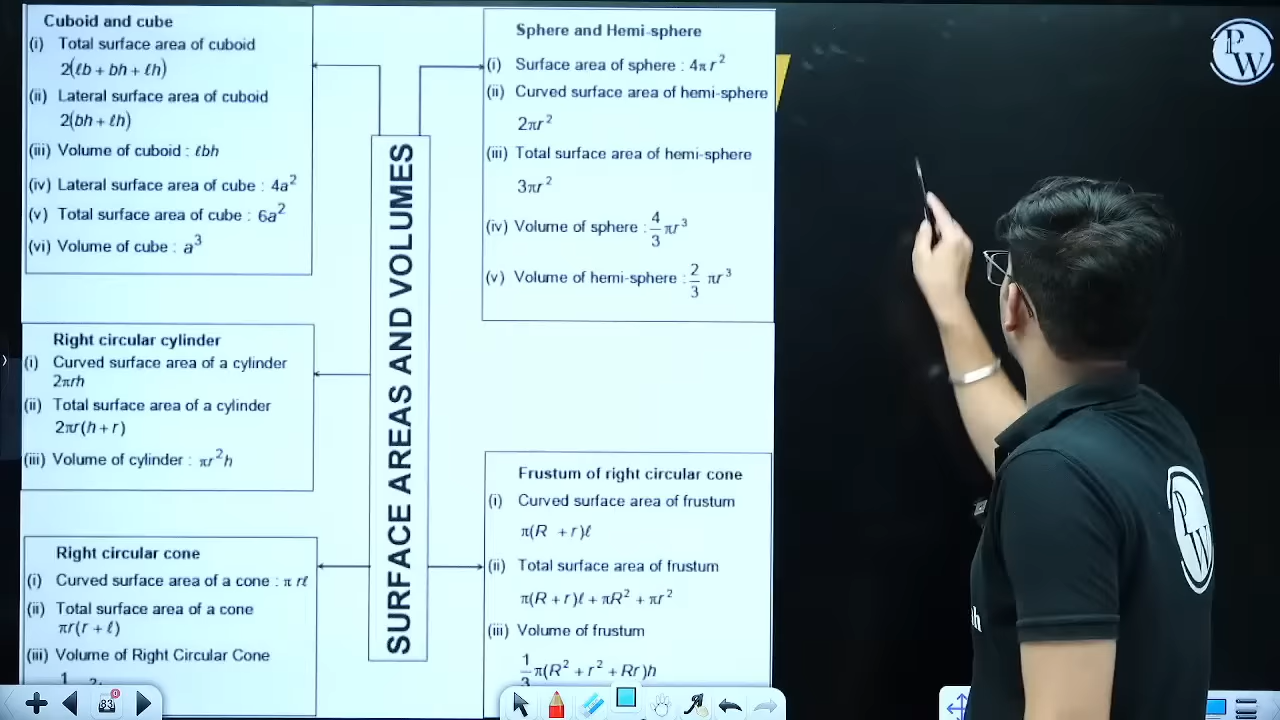 Cuboid and cube
(i) Total surface area of cuboid
2(ℓb + bh + ℓh)
(ii) Lateral surface area of cuboid
2(bh + ℓh)
(iii) Volume of cuboid : ℓbh
(iv) Lateral surface area of cube : 4a²
(v) Total surface area of cube : 6a²
(vi) Volume of cube : a³
Right circular cylinder
(i) Curved surface area of a cylinder
2πrh
(ii) Total surface area of a cylinder
2πr(h + r)
(iii) Volume of cylinder : πr²h
Right circular cone
(i) Curved surface area of a cone : π rℓ
(ii) Total surface area of a cone
πr(r + ℓ)
(iii) Volume of Right Circular Cone
SURFACE AREAS AND VOLUMES
Sphere and Hemi-sphere
(i) Surface area of sphere : 4π r²
(ii) Curved surface area of hemi-sphere
2πr²
(iii) Total surface area of hemi-sphere
3πr²
(iv) Volume of sphere : 4/3 πr³
(v) Volume of hemi-sphere : 2/3 πr³
Frustum of right circular cone
(i) Curved surface area of frustum
π(R + r)ℓ
(ii) Total surface area of frustum
π(R + r)ℓ + πR² + πr²
(iii) Volume of frustum
1/3 π(R² + r² + Rr)h
PW
PW
83